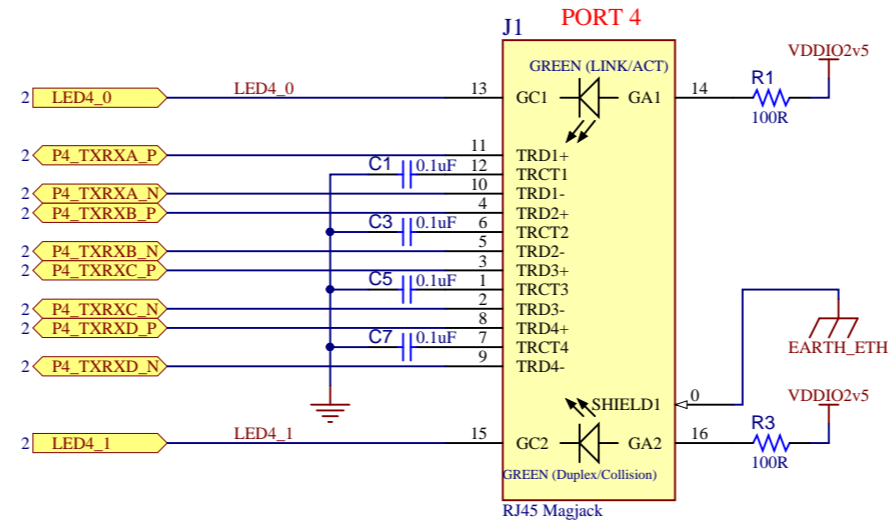 PORT 4
J1
VDDIO2v5
GREEN (LINK/ACT)
2 LED4_0 LED4_0 13 GC1 GA1 14 R1
100R
2 P4_TXRXA_P 11 TRD1+
C1 0.1uF 12 TRCT1
2 P4_TXRXA_N 10 TRD1-
2 P4_TXRXB_P 4 TRD2+
C3 0.1uF 6 TRCT2
2 P4_TXRXB_N 5 TRD2-
2 P4_TXRXC_P 3 TRD3+
C5 0.1uF 1 TRCT3
2 P4_TXRXC_N 2 TRD3-
2 P4_TXRXD_P 8 TRD4+
C7 0.1uF 7 TRCT4
EARTH_ETH
2 P4_TXRXD_N 9 TRD4-
SHIELD1 0
VDDIO2v5
2 LED4_1 LED4_1 15 GC2 GA2 16 R3
100R
GREEN (Duplex/Collision)
RJ45 Magjack